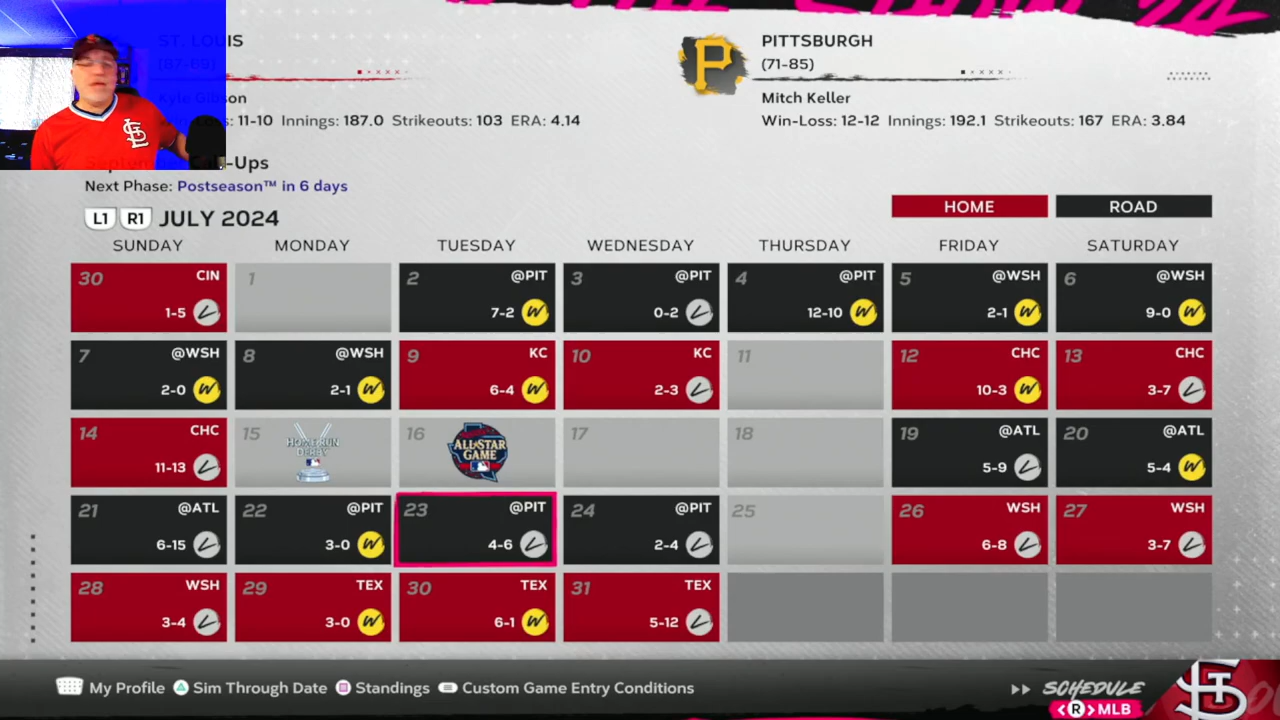 ST. LOUIS
(87-69)
Kyle Gibson
11-10 Innings: 187.0 Strikeouts: 103 ERA: 4.14
P
PITTSBURGH
(71-85)
Mitch Keller
Win-Loss: 12-12 Innings: 192.1 Strikeouts: 167 ERA: 3.84
September Call-Ups
Next Phase: Postseason™ in 6 days
L1 R1 JULY 2024
HOME ROAD
SUNDAY MONDAY TUESDAY WEDNESDAY THURSDAY FRIDAY SATURDAY
30 CIN 1-5 L
1
2 @PIT 7-2 W
3 @PIT 0-2 L
4 @PIT 12-10 W
5 @WSH 2-1 W
6 @WSH 9-0 W
7 @WSH 2-0 W
8 @WSH 2-1 W
9 KC 6-4 W
10 KC 2-3 L
11
12 CHC 10-3 W
13 CHC 3-7 L
14 CHC 11-13 L
15 HOME RUN DERBY
16 ALL-STAR GAME
17
18
19 @ATL 5-9 L
20 @ATL 5-4 W
21 @ATL 6-15 L
22 @PIT 3-0 W
23 @PIT 4-6 L
24 @PIT 2-4 L
25
26 WSH 6-8 L
27 WSH 3-7 L
28 WSH 3-4 L
29 TEX 3-0 W
30 TEX 6-1 W
31 TEX 5-12 L
My Profile Sim Through Date Standings Custom Game Entry Conditions
SCHEDULE
<R> MLB
STL